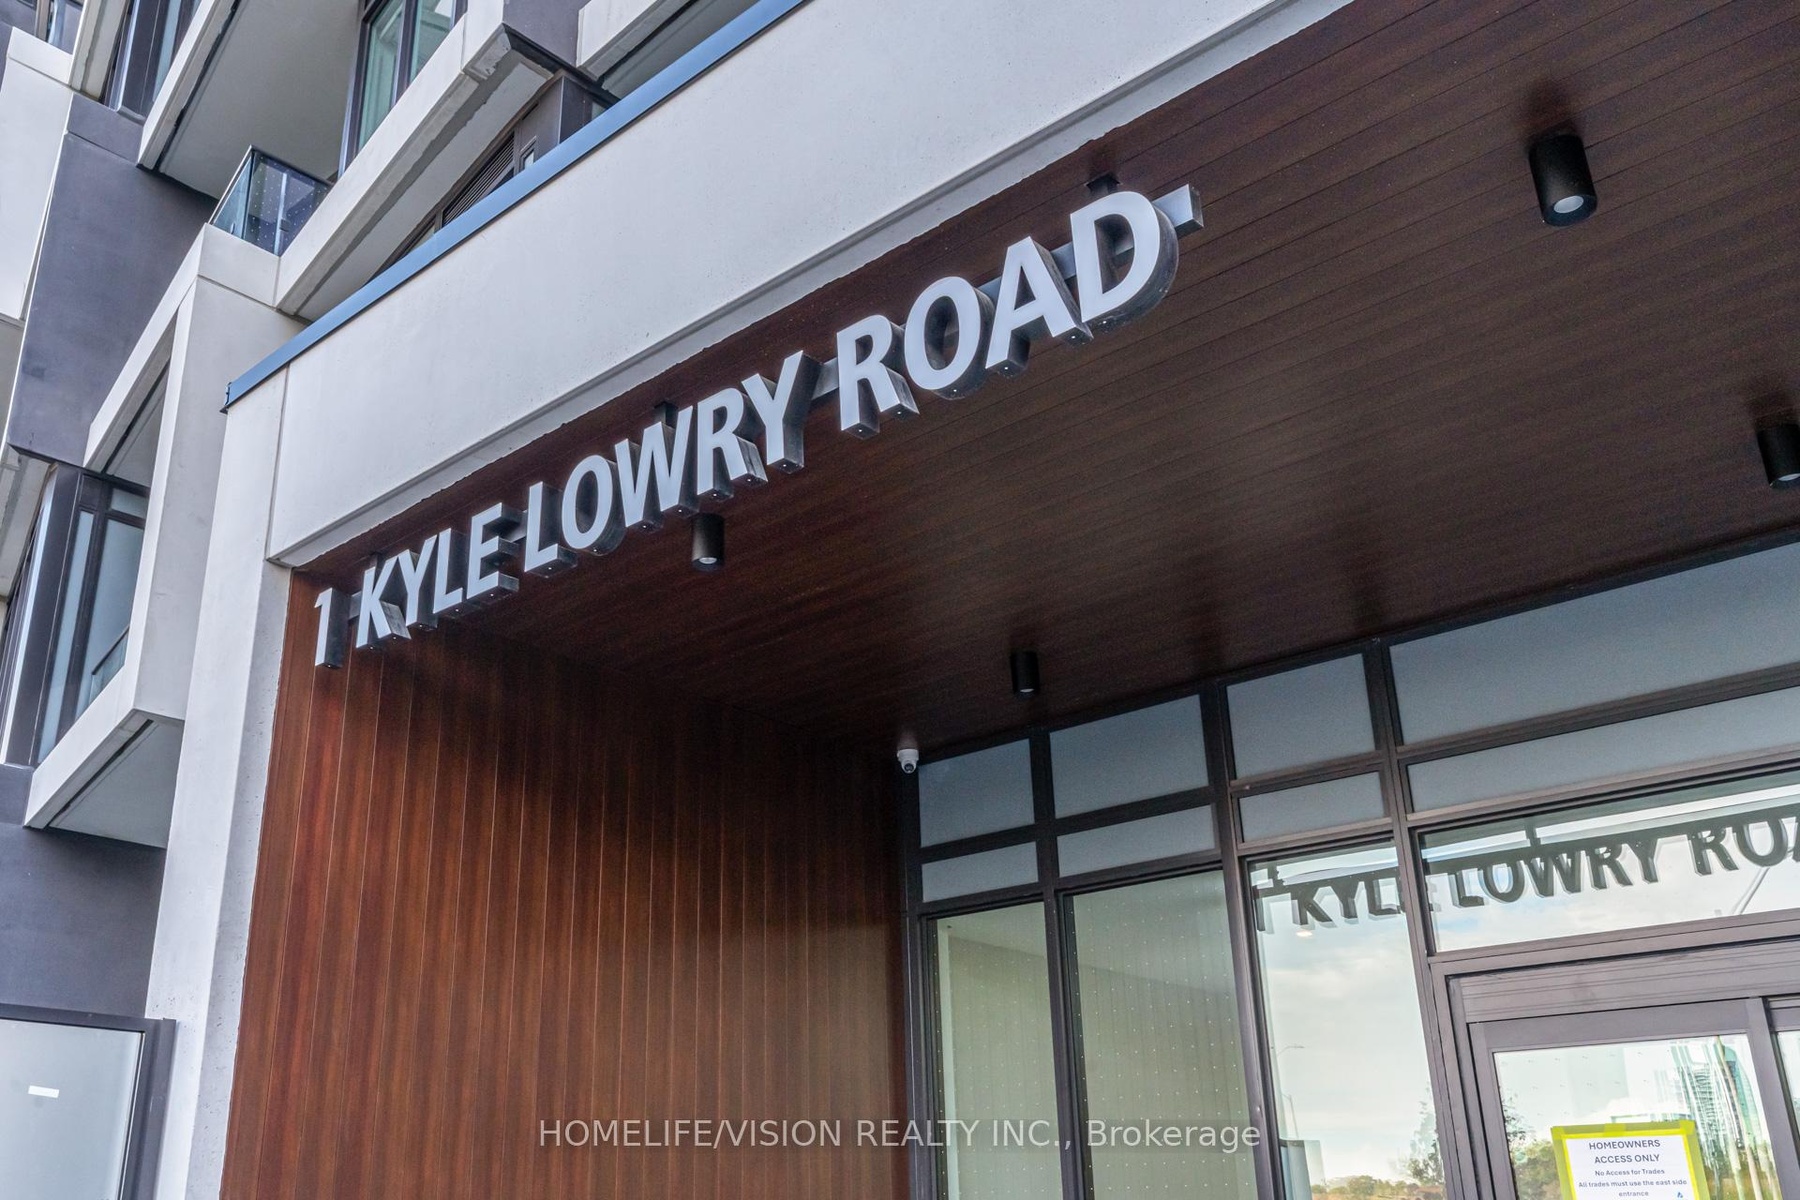 1 KYLE LOWRY ROAD
1 KYLE LOWRY ROA
HOMELIFE/VISION REALTY INC., Brokerage
HOMEOWNERS
ACCESS ONLY
No Access for Trades
All trades must use the east side
entrance